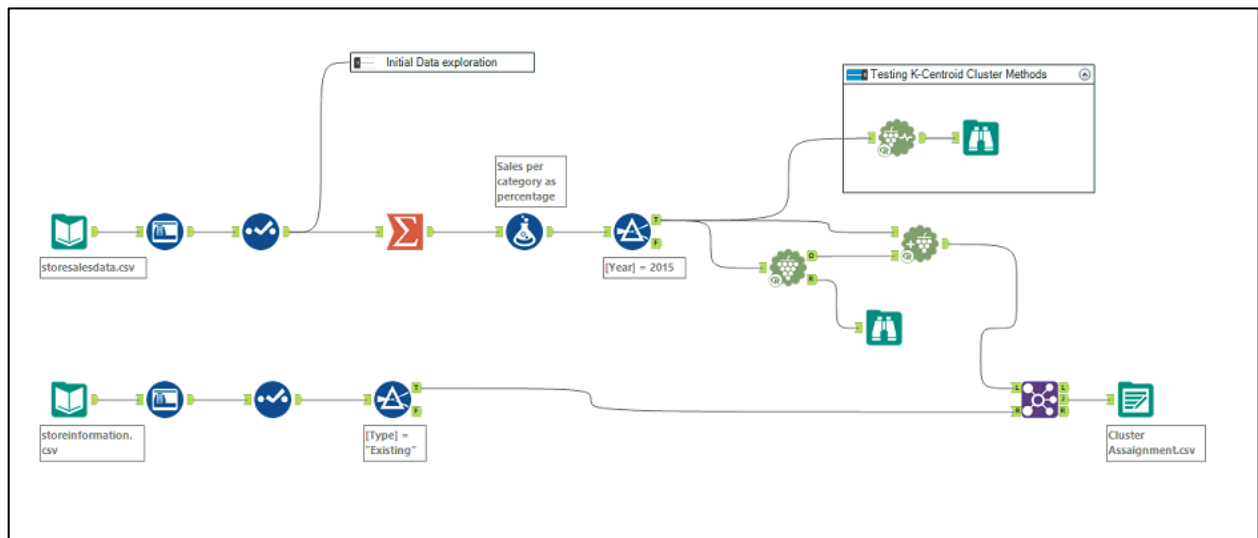 Initial Data exploration
Testing K-Centroid Cluster Methods
Sales per
category as
percentage
storesalesdata.csv
T
F
[Year] = 2015
O
R
storeinformation.
csv
T
F
[Type] =
"Existing"
L
R
L
J
R
Cluster
Assaignment.csv